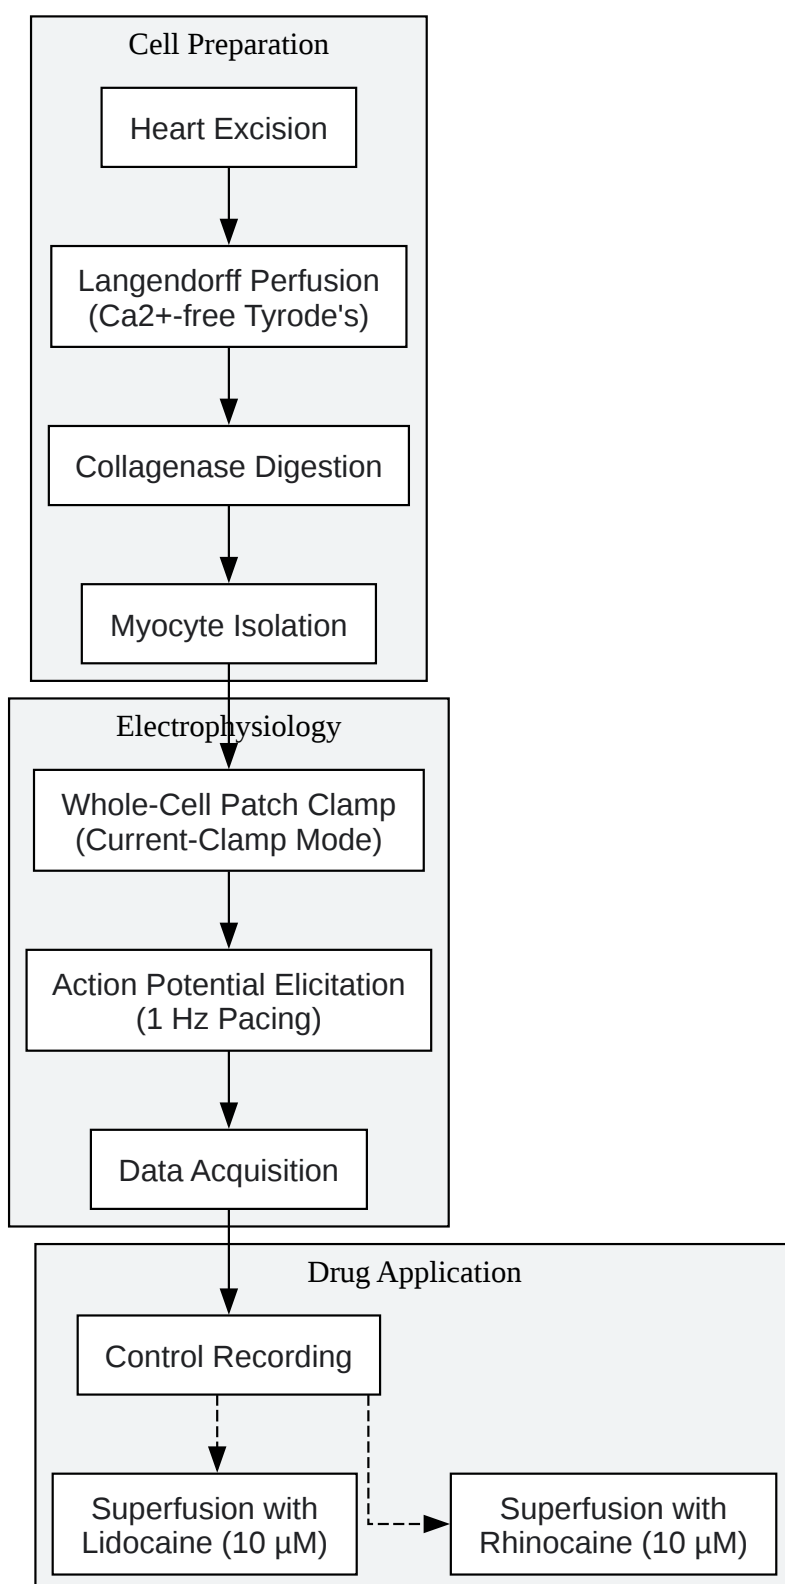 Cell Preparation
Heart Excision
Langendorff Perfusion
(Ca2+-free Tyrode's)
Collagenase Digestion
Myocyte Isolation
Electrophysiology
Whole-Cell Patch Clamp
(Current-Clamp Mode)
Action Potential Elicitation
(1 Hz Pacing)
Data Acquisition
Drug Application
Control Recording
Superfusion with
Lidocaine (10 µM)
Superfusion with
Rhinocaine (10 µM)